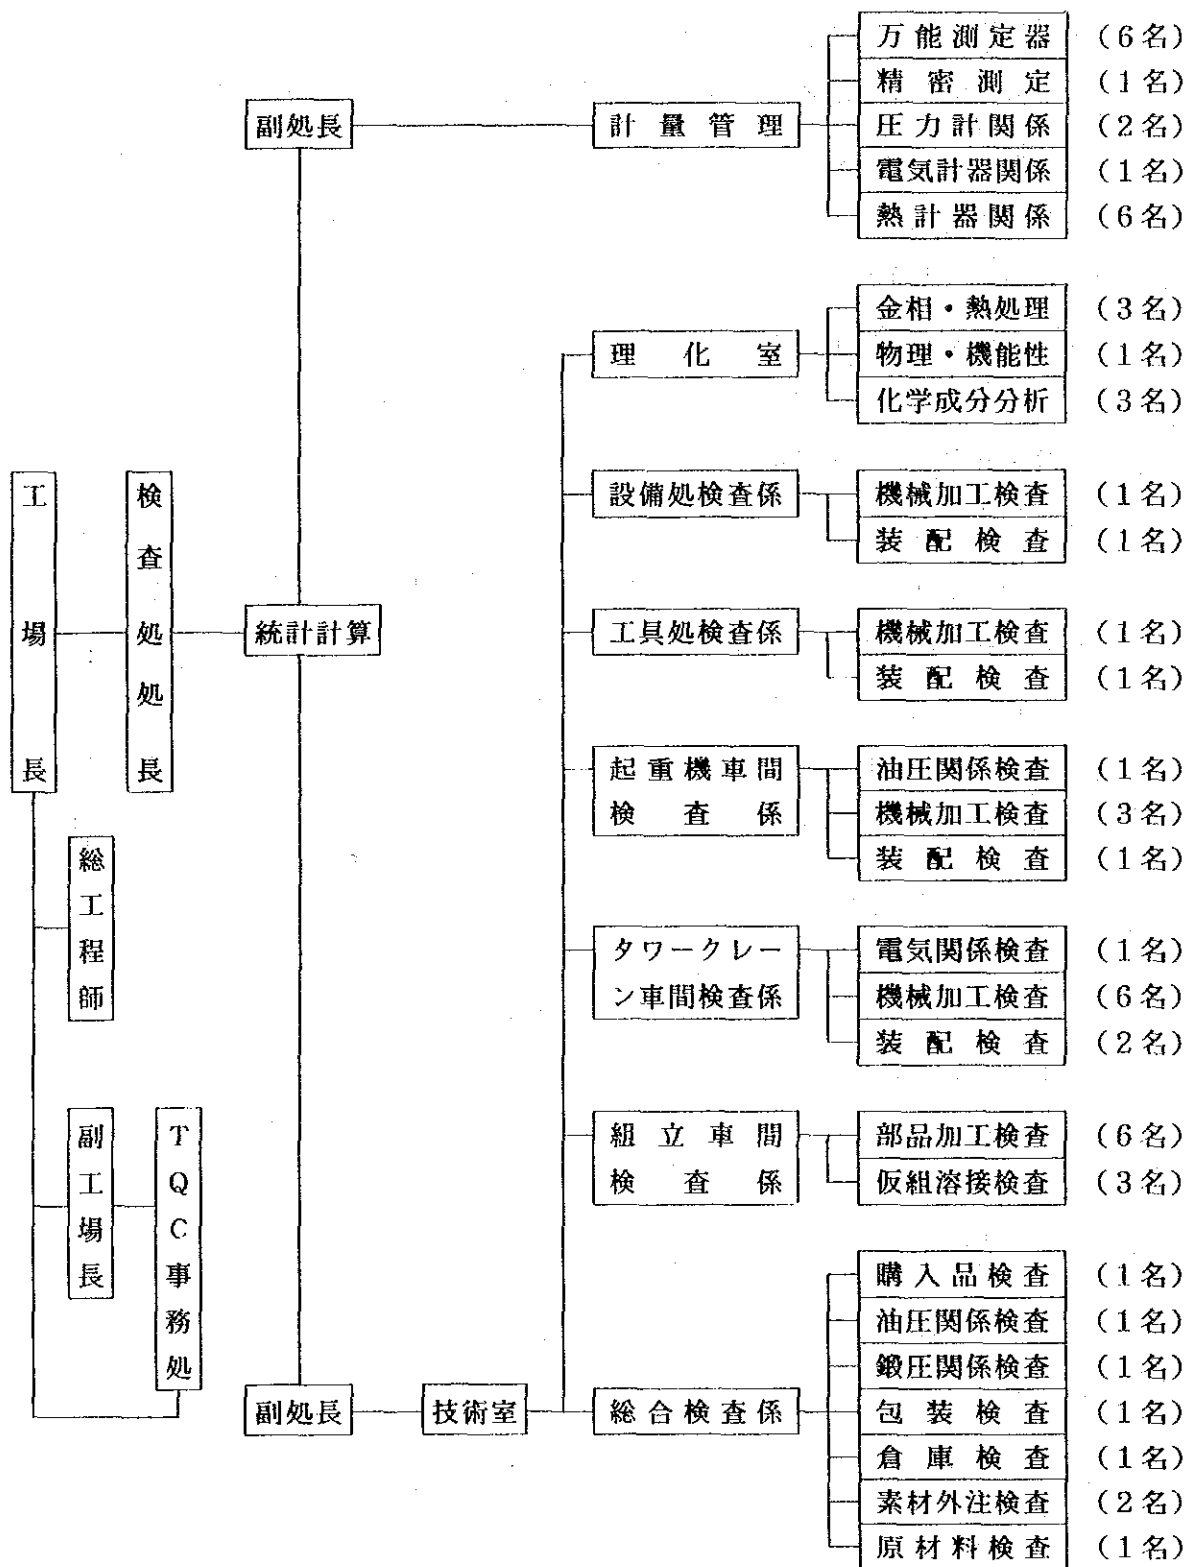 万能測定器 (6名)
精密測定 (1名)
副処長 計量管理 圧力計関係 (2名)
電気計器関係 (1名)
熱計器関係 (6名)
金相・熱処理 (3名)
理化室 物理・機能性 (1名)
化学成分分析 (3名)
工場長
検査処処長
設備処検査係 機械加工検査 (1名)
装配検査 (1名)
統計計算 工具処検査係 機械加工検査 (1名)
装配検査 (1名)
起重機車間 油圧関係検査 (1名)
検査係 機械加工検査 (3名)
装配検査 (1名)
総工程師
タワークレー 電気関係検査 (1名)
ン車間検査係 機械加工検査 (6名)
装配検査 (2名)
副工場長
TQC事務処
組立車間 部品加工検査 (6名)
検査係 仮組溶接検査 (3名)
購入品検査 (1名)
油圧関係検査 (1名)
鍛圧関係検査 (1名)
副処長 技術室 総合検査係 包装検査 (1名)
倉庫検査 (1名)
素材外注検査 (2名)
原材料検査 (1名)